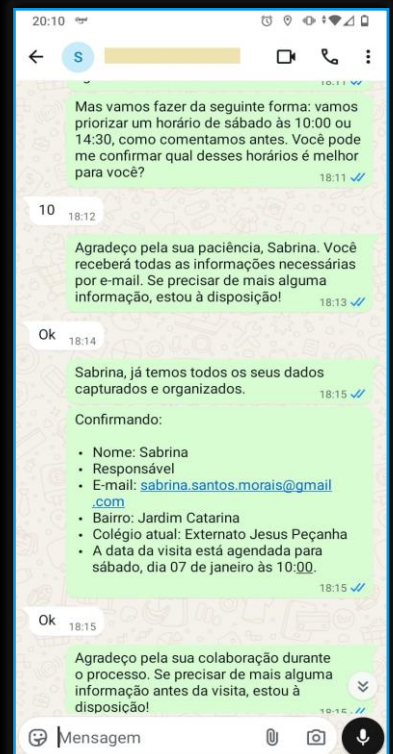 20:10
S
18:11
Mas vamos fazer da seguinte forma: vamos
priorizar um horário de sábado às 10:00 ou
14:30, como comentamos antes. Você pode
me confirmar qual desses horários é melhor
para você?
18:11
10
18:12
Agradeço pela sua paciência, Sabrina. Você
receberá todas as informações necessárias
por e-mail. Se precisar de mais alguma
informação, estou à disposição!
18:13
Ok
18:14
Sabrina, já temos todos os seus dados
capturados e organizados.
18:15
Confirmando:
• Nome: Sabrina
• Responsável
• E-mail: sabrina.santos.morais@gmail
.com
• Bairro: Jardim Catarina
• Colégio atual: Externato Jesus Peçanha
• A data da visita está agendada para
sábado, dia 07 de janeiro às 10:00.
18:15
Ok
18:15
Agradeço pela sua colaboração durante
o processo. Se precisar de mais alguma
informação antes da visita, estou à
disposição!
18:15
Mensagem